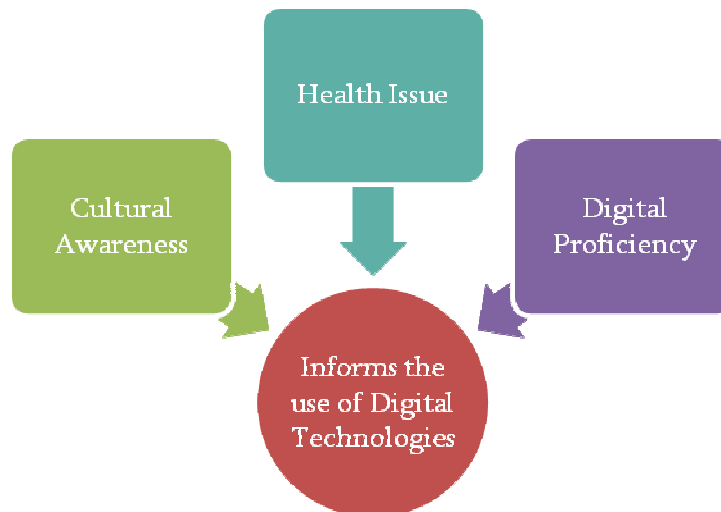 Health Issue
Cultural
Awareness
Digital
Proficiency
Informs the
use of Digital
Technologies